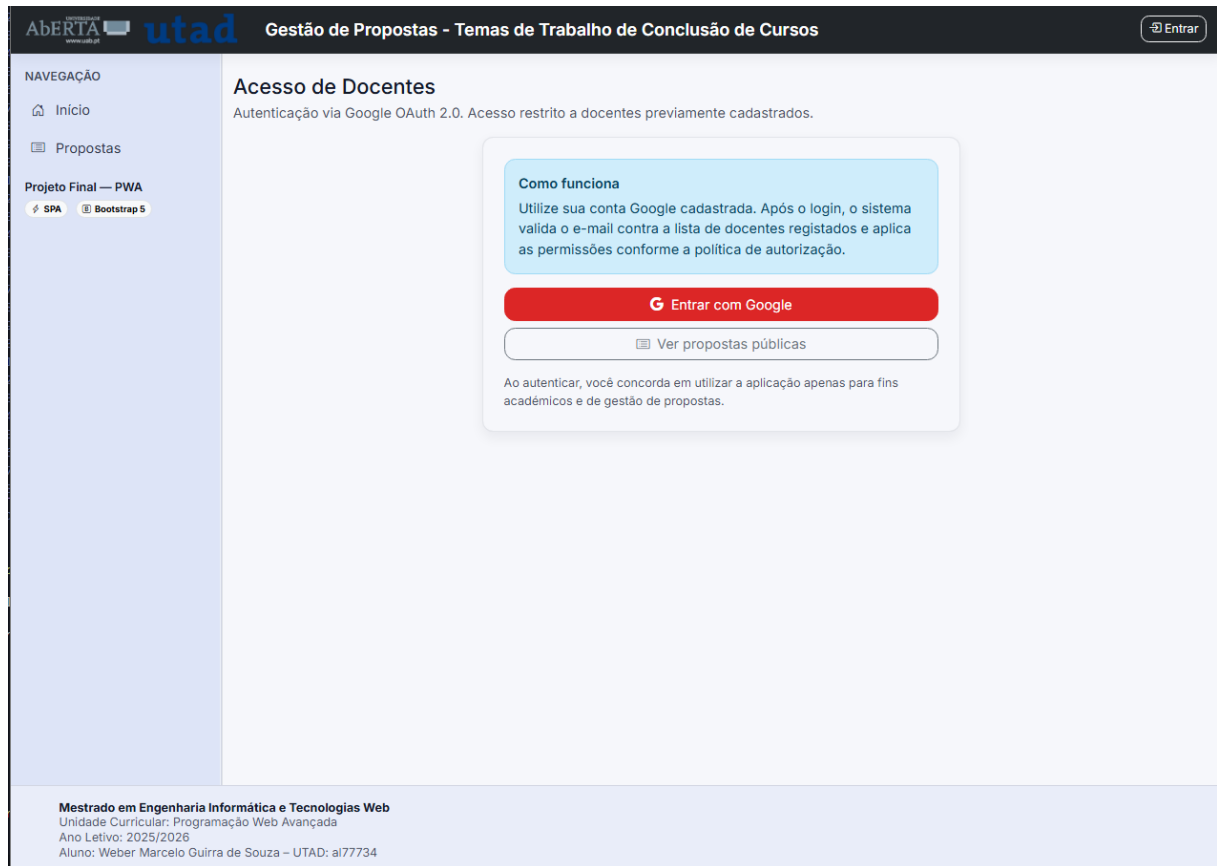 UNIVERSIDADE
AbERTA
www.uab.pt
utad
Gestão de Propostas - Temas de Trabalho de Conclusão de Cursos
Entrar
NAVEGAÇÃO
Início
Propostas
Projeto Final — PWA
SPA
Bootstrap 5
Acesso de Docentes
Autenticação via Google OAuth 2.0. Acesso restrito a docentes previamente cadastrados.
Como funciona
Utilize sua conta Google cadastrada. Após o login, o sistema
valida o e-mail contra a lista de docentes registados e aplica
as permissões conforme a política de autorização.
G Entrar com Google
Ver propostas públicas
Ao autenticar, você concorda em utilizar a aplicação apenas para fins
académicos e de gestão de propostas.
Mestrado em Engenharia Informática e Tecnologias Web
Unidade Curricular: Programação Web Avançada
Ano Letivo: 2025/2026
Aluno: Weber Marcelo Guirra de Souza – UTAD: al77734